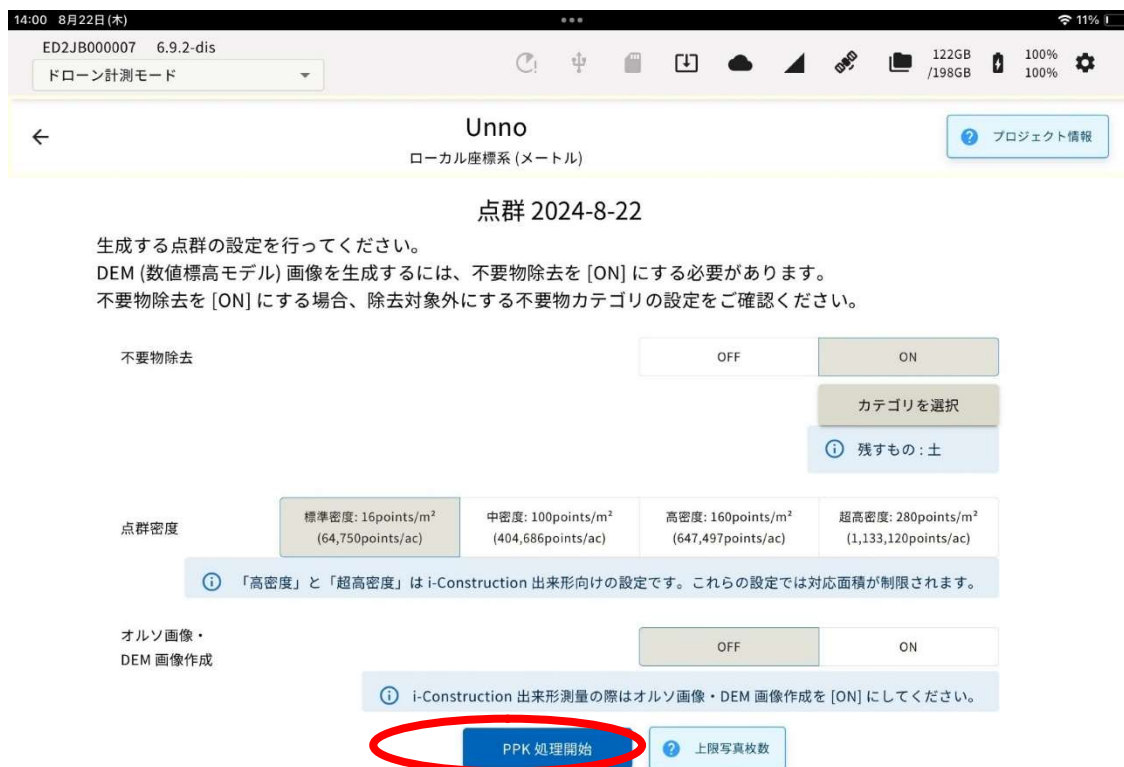 14:00 8月22日(木)
11%
ED2JB000007 6.9.2-dis
ドローン計測モード
122GB
/198GB
100%
100%
Unno
ローカル座標系 (メートル)
プロジェクト情報
点群 2024-8-22
生成する点群の設定を行ってください。
DEM (数値標高モデル) 画像を生成するには、不要物除去を [ON] にする必要があります。
不要物除去を [ON] にする場合、除去対象外にする不要物カテゴリの設定をご確認ください。
不要物除去
OFF
ON
カテゴリを選択
残すもの : 土
点群密度
標準密度: 16points/m²
(64,750points/ac)
中密度: 100points/m²
(404,686points/ac)
高密度: 160points/m²
(647,497points/ac)
超高密度: 280points/m²
(1,133,120points/ac)
「高密度」と「超高密度」は i-Construction 出来形向けの設定です。これらの設定では対応面積が制限されます。
オルソ画像・
DEM 画像作成
OFF
ON
i-Construction 出来形測量の際はオルソ画像・DEM 画像作成を [ON] にしてください。
PPK 処理開始
上限写真枚数